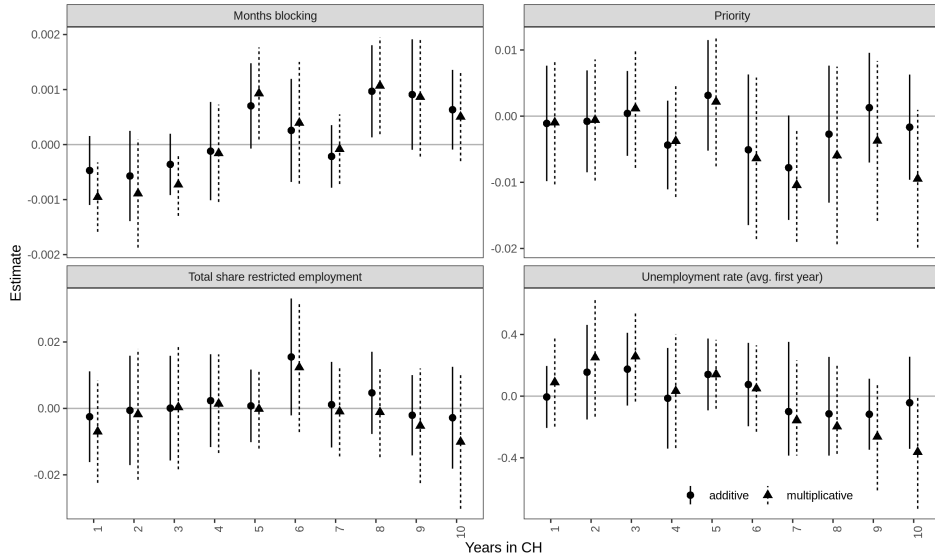 Months blocking
Priority
0.002
0.001
0.000
-0.001
-0.002
0.01
0.00
-0.01
-0.02
Estimate
Total share restricted employment
Unemployment rate (avg. first year)
0.02
0.00
-0.02
0.4
0.0
-0.4
additive
multiplicative
1 2 3 4 5 6 7 8 9 10
1 2 3 4 5 6 7 8 9 10
Years in CH